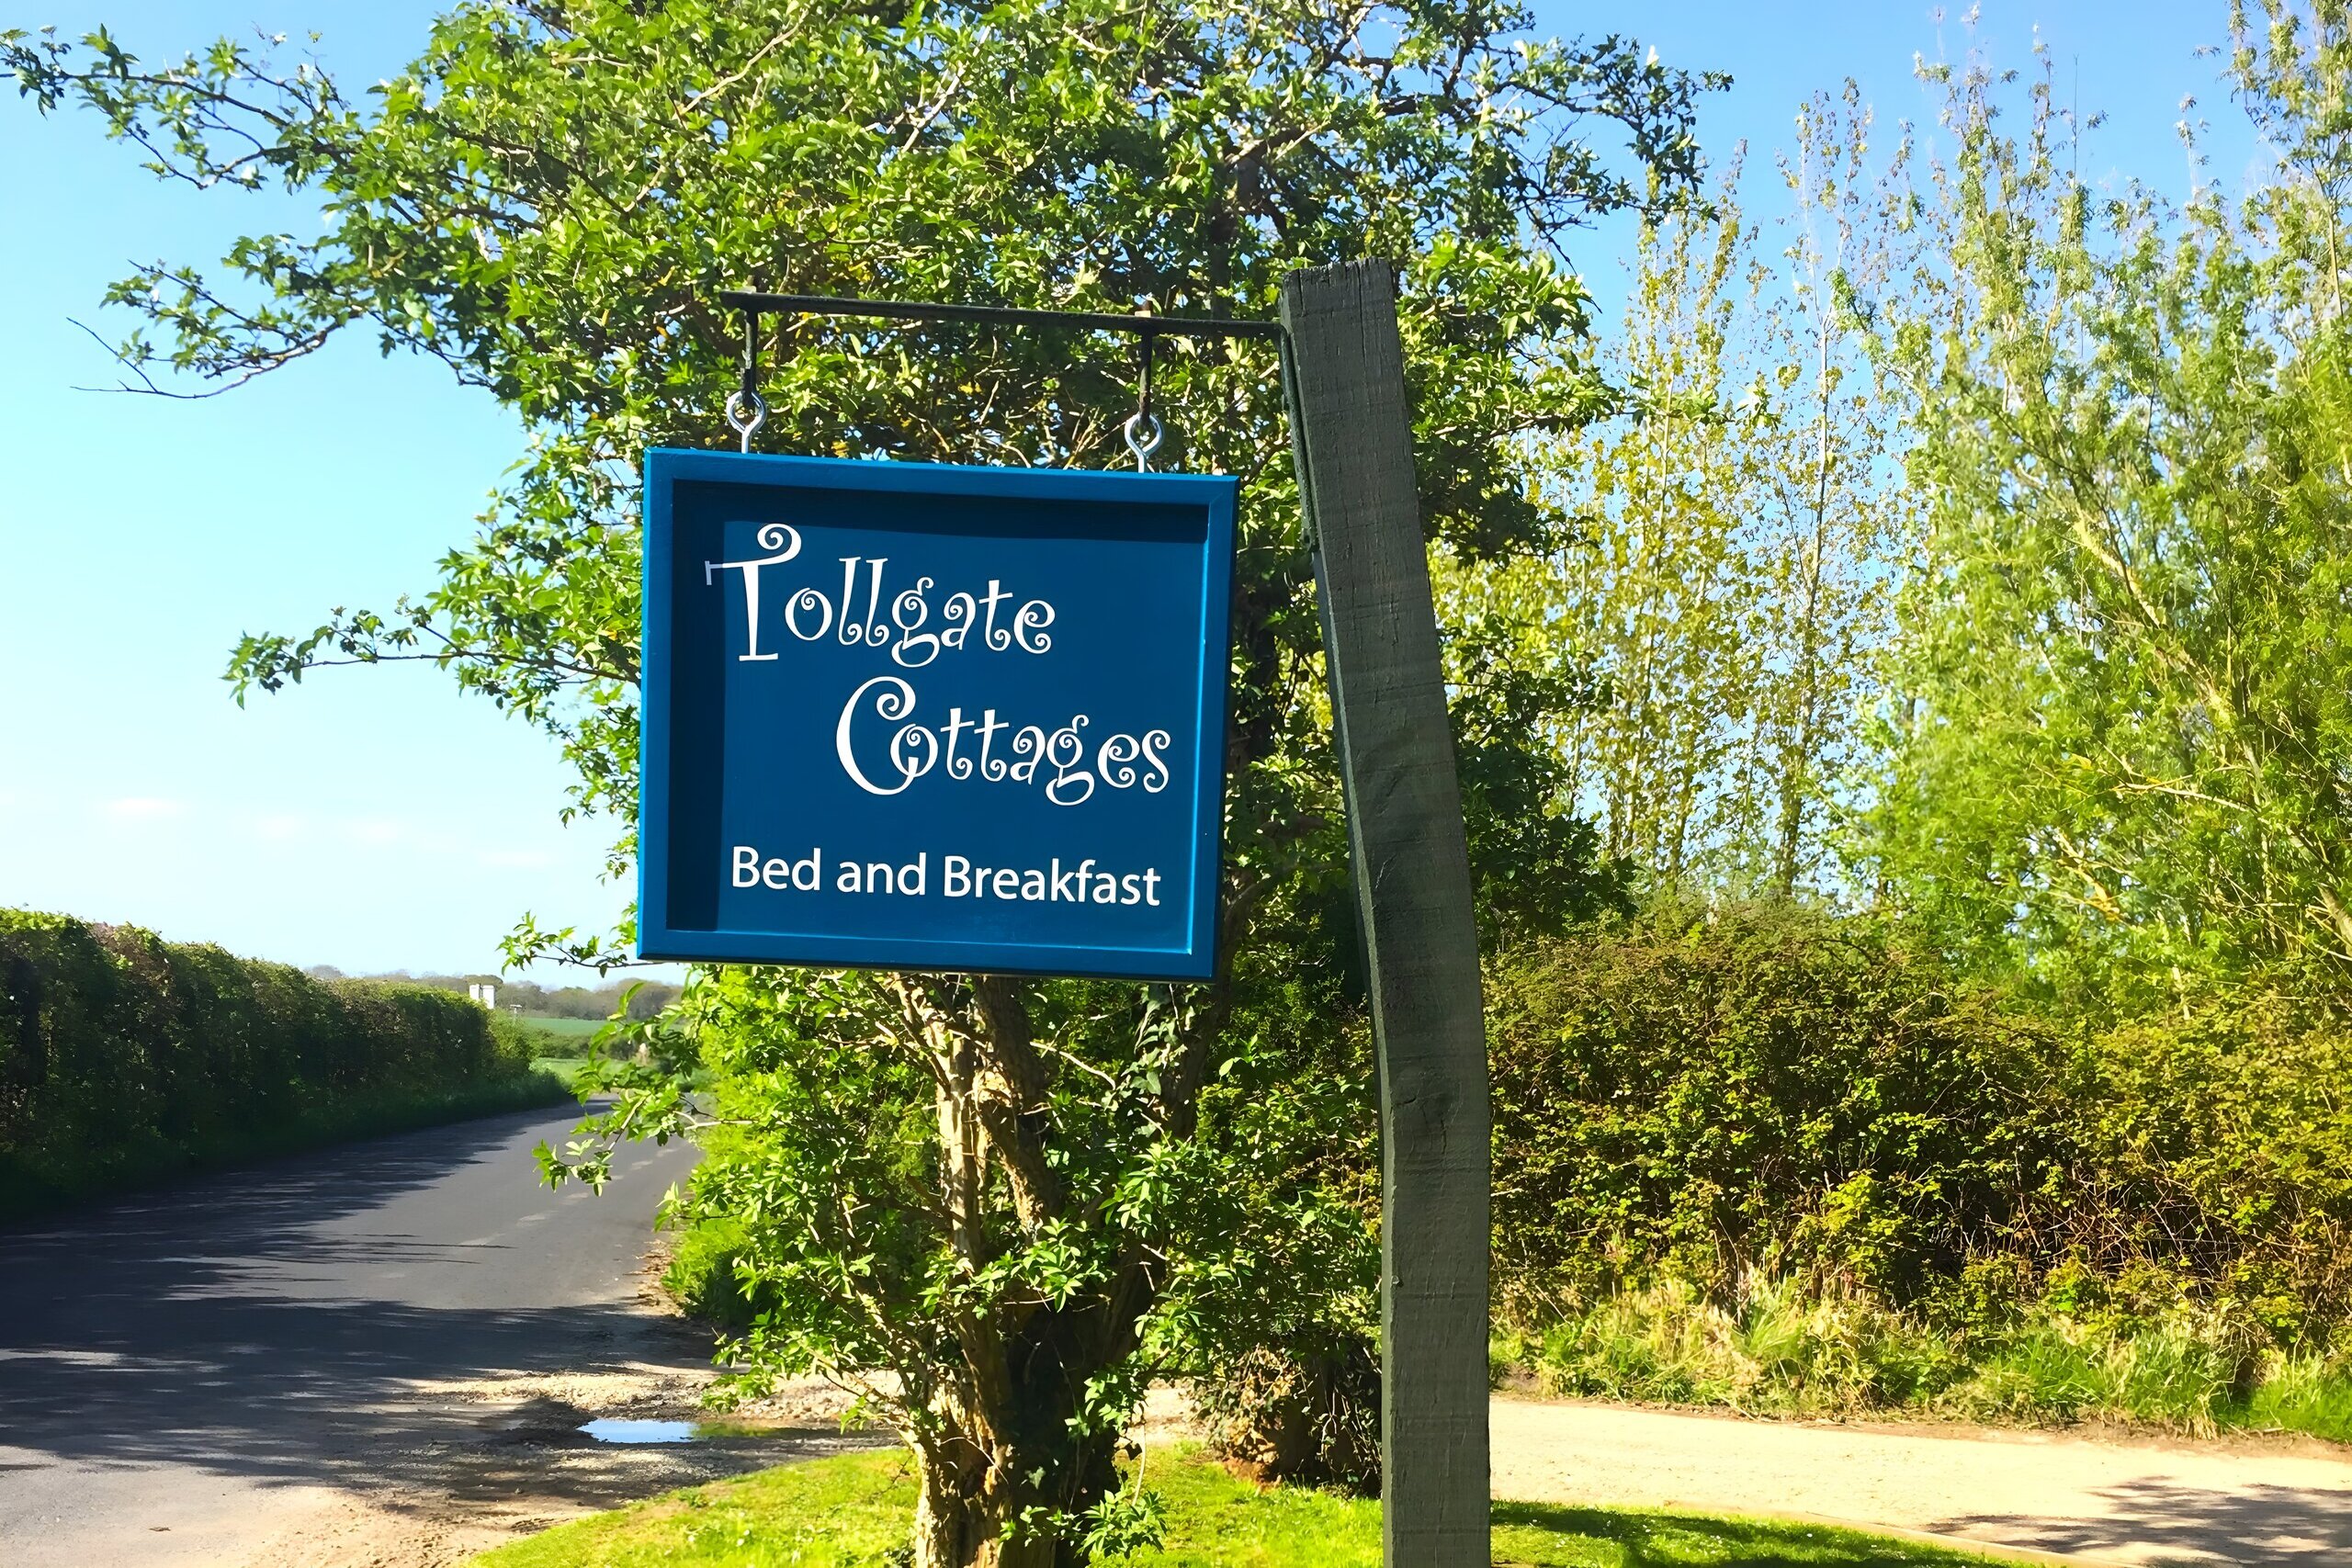 Tollgate
Cottages
Bed and Breakfast